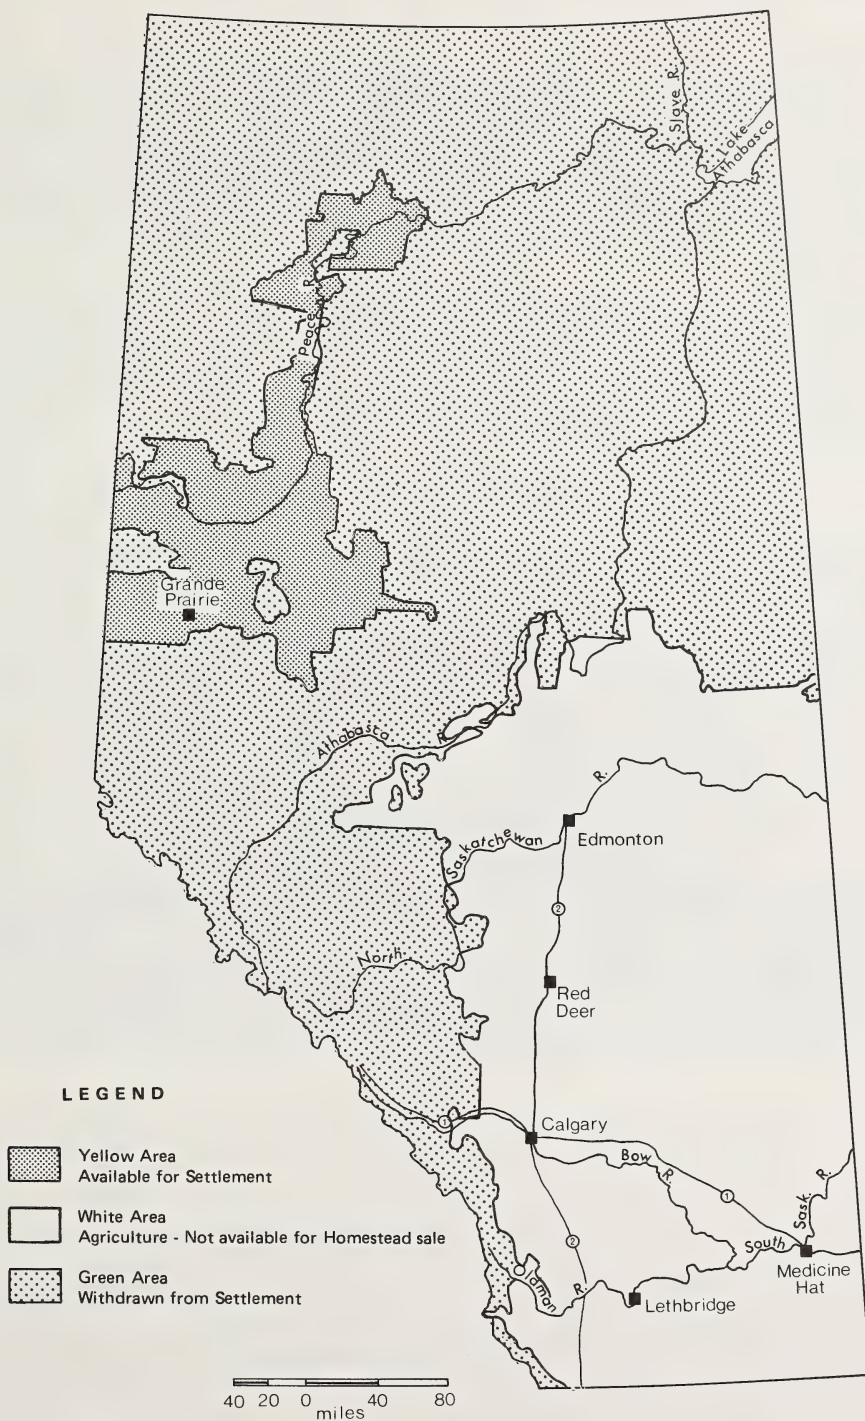 Slave R.
Lake
Athabasca
Peace R.
Grande
Prairie
Athabasca R.
R.
Saskatchewan
Edmonton
2
North
Red
Deer
LEGEND
1
Calgary
Yellow Area
Available for Settlement
Bow R.
1
Sask. R.
White Area
Agriculture - Not available for Homestead sale
2
South
Medicine
Hat
Green Area
Withdrawn from Settlement
Oldman R.
Lethbridge
40 20 0 40 80
miles